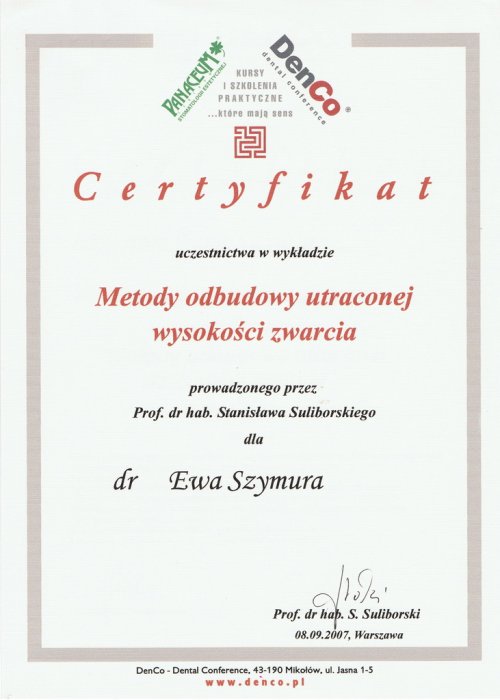 PANACEUM
STOMATOLOGII ESTETYCZNEJ
DenCo®
dental conference
KURSY
I SZKOLENIA
PRAKTYCZNE
...które mają sens
Certyfikat
uczestnictwa w wykładzie
Metody odbudowy utraconej
wysokości zwarcia
prowadzonego przez
Prof. dr hab. Stanisława Suliborskiego
dla
dr Ewa Szymura
Prof. dr hab. S. Suliborski
08.09.2007, Warszawa
DenCo - Dental Conference, 43-190 Mikołów, ul. Jasna 1-5
www.denco.pl